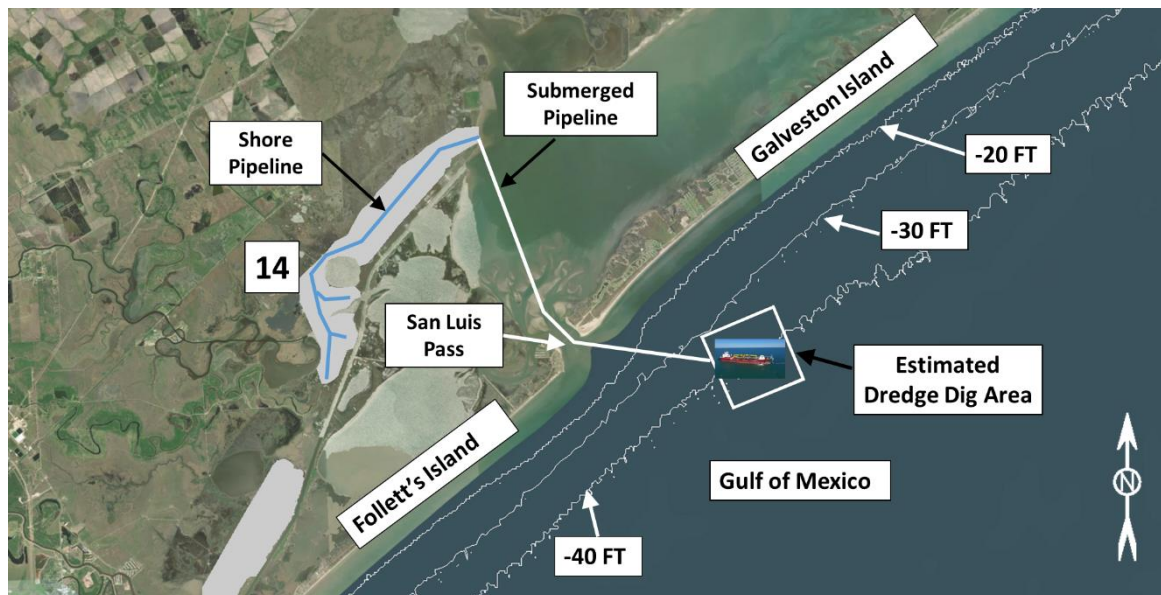 Submerged
Pipeline
Shore
Pipeline
Galveston Island
-20 FT
-30 FT
14
San Luis
Pass
Estimated
Dredge Dig Area
Follett's Island
Gulf of Mexico
N
-40 FT